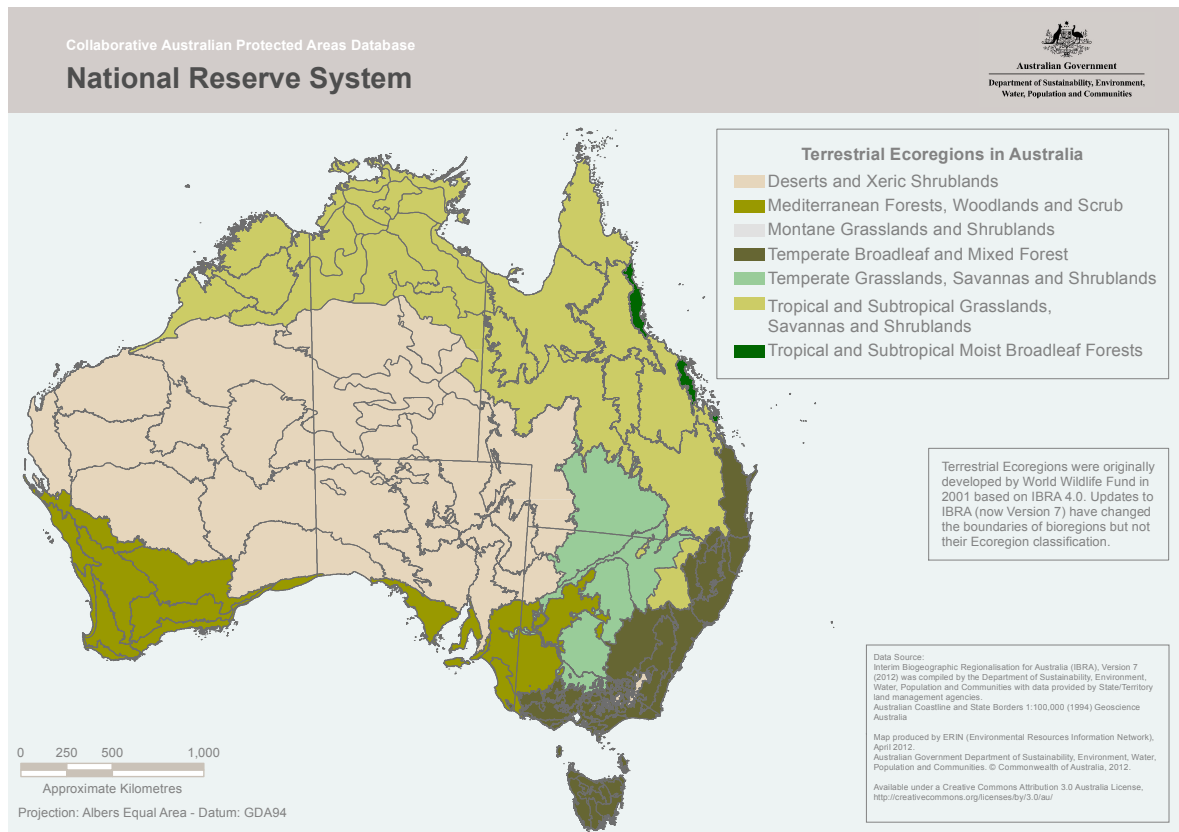 Collaborative Australian Protected Areas Database
National Reserve System
Australian Government
Department of Sustainability, Environment,
Water, Population and Communities
Terrestrial Ecoregions in Australia
Deserts and Xeric Shrublands
Mediterranean Forests, Woodlands and Scrub
Montane Grasslands and Shrublands
Temperate Broadleaf and Mixed Forest
Temperate Grasslands, Savannas and Shrublands
Tropical and Subtropical Grasslands,
Savannas and Shrublands
Tropical and Subtropical Moist Broadleaf Forests
Terrestrial Ecoregions were originally
developed by World Wildlife Fund in
2001 based on IBRA 4.0. Updates to
IBRA (now Version 7) have changed
the boundaries of bioregions but not
their Ecoregion classification.
Data Source:
Interim Biogeographic Regionalisation for Australia (IBRA), Version 7
(2012) was compiled by the Department of Sustainability, Environment,
Water, Population and Communities with data provided by State/Territory
land management agencies.
Australian Coastline and State Borders 1:100,000 (1994) Geoscience
Australia
Map produced by ERIN (Environmental Resources Information Network),
April 2012.
Australian Government Department of Sustainability, Environment, Water,
Population and Communities. © Commonwealth of Australia, 2012.
Available under a Creative Commons Attribution 3.0 Australia License,
http://creativecommons.org/licenses/by/3.0/au/
0 250 500 1,000
Approximate Kilometres
Projection: Albers Equal Area - Datum: GDA94